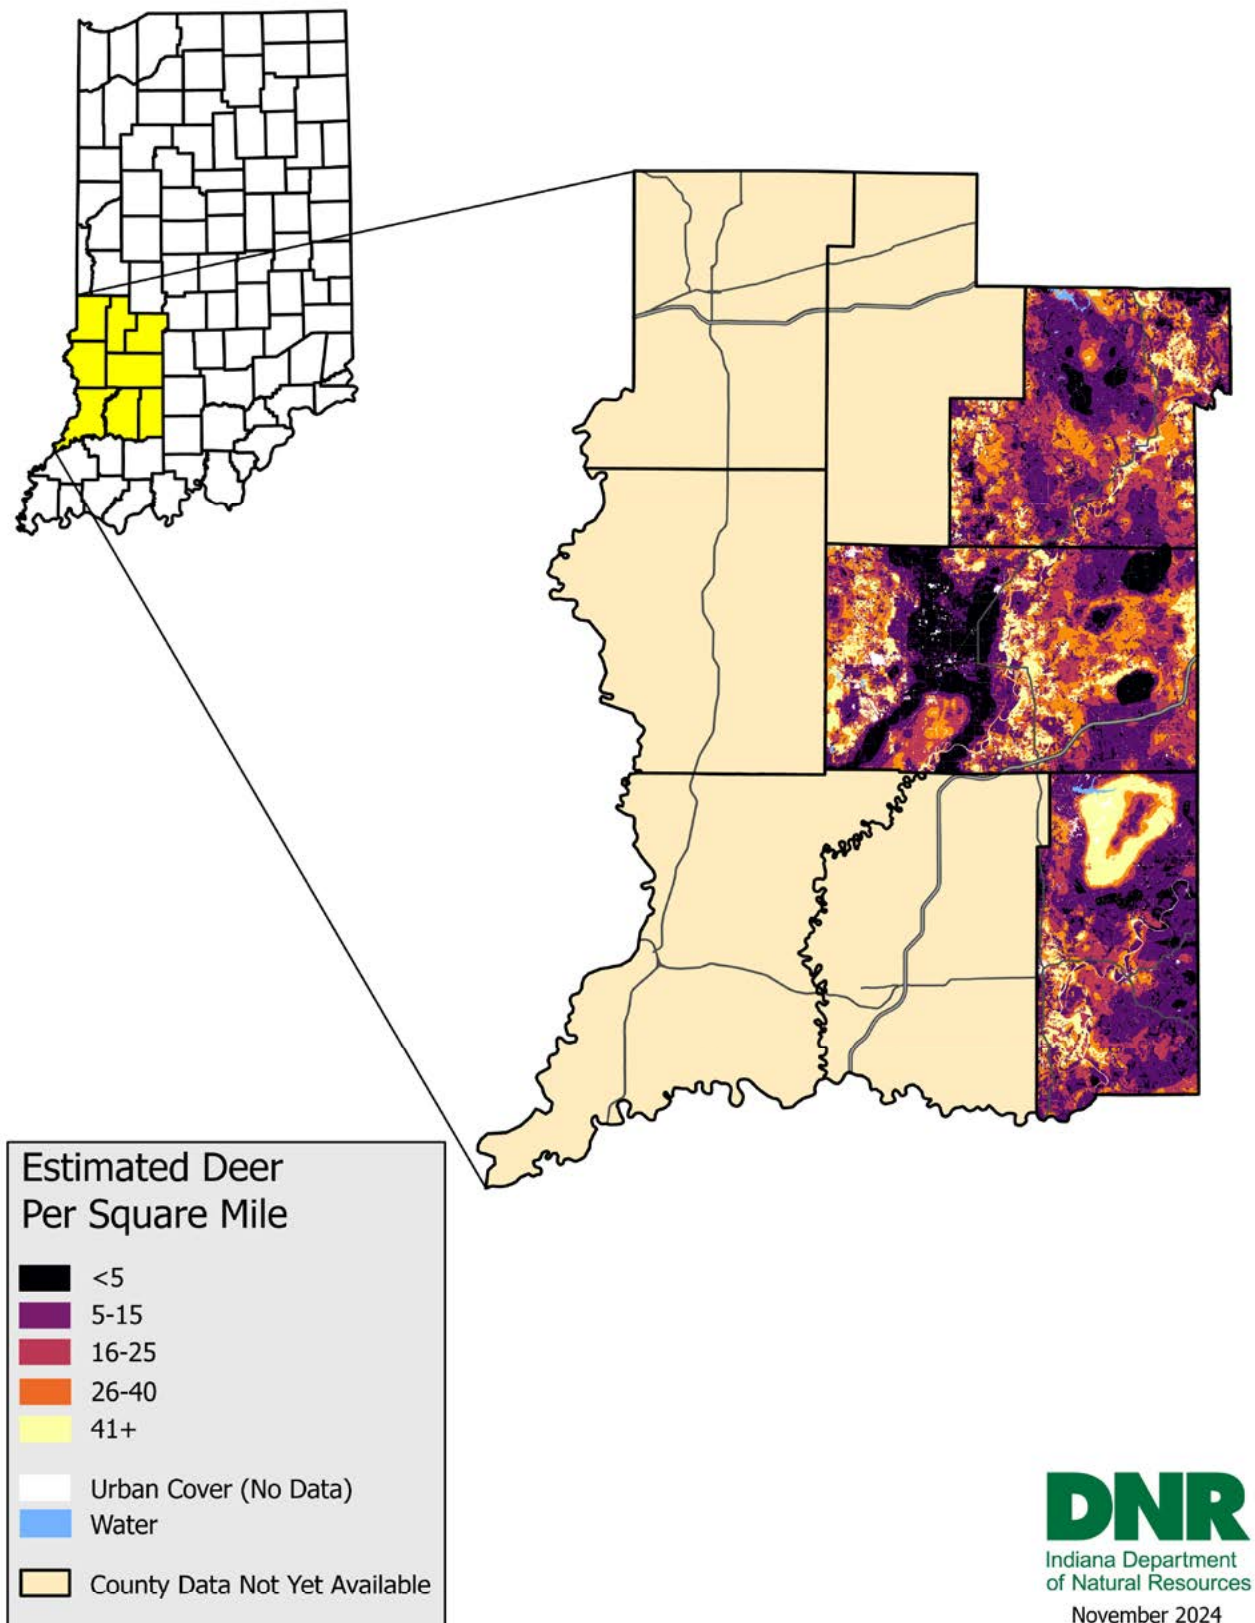 Estimated Deer
Per Square Mile
<5
5-15
16-25
26-40
41+
Urban Cover (No Data)
Water
County Data Not Yet Available
DNR
Indiana Department
of Natural Resources
November 2024